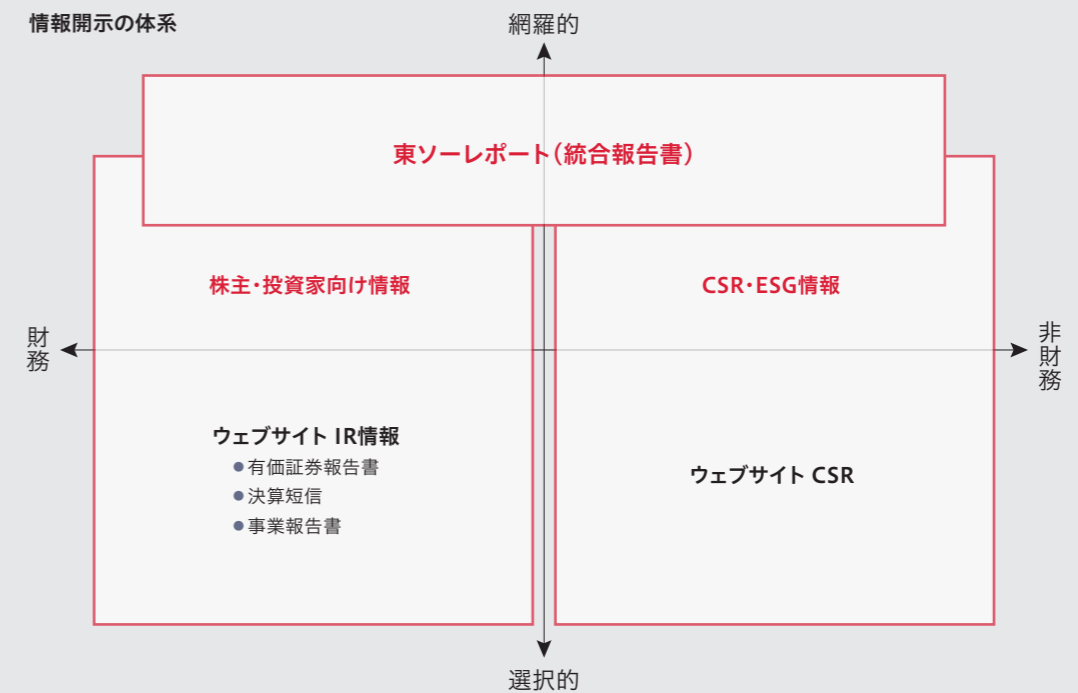 情報開示の体系
網羅的
東ソーレポート（統合報告書）
株主・投資家向け情報
CSR・ESG情報
財務
非財務
ウェブサイト IR情報
●有価証券報告書
●決算短信
●事業報告書
ウェブサイト CSR
選択的